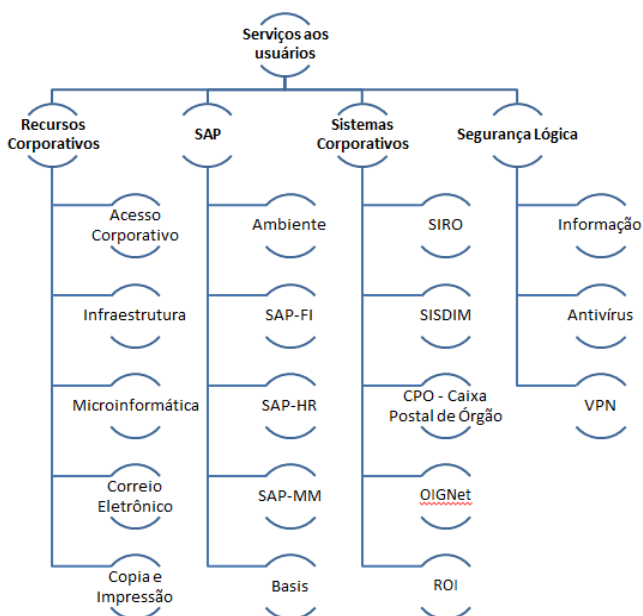 Serviços aos
usuários
Recursos
Corporativos
SAP
Sistemas
Corporativos
Segurança Lógica
Acesso
Corporativo
Ambiente
SIRO
Informação
Infraestrutura
SAP-FI
SISDIM
Antivírus
Microinformática
SAP-HR
CPO - Caixa
Postal de Órgão
VPN
Correio
Eletrônico
SAP-MM
OIGNet
Copia e
Impressão
Basis
ROI